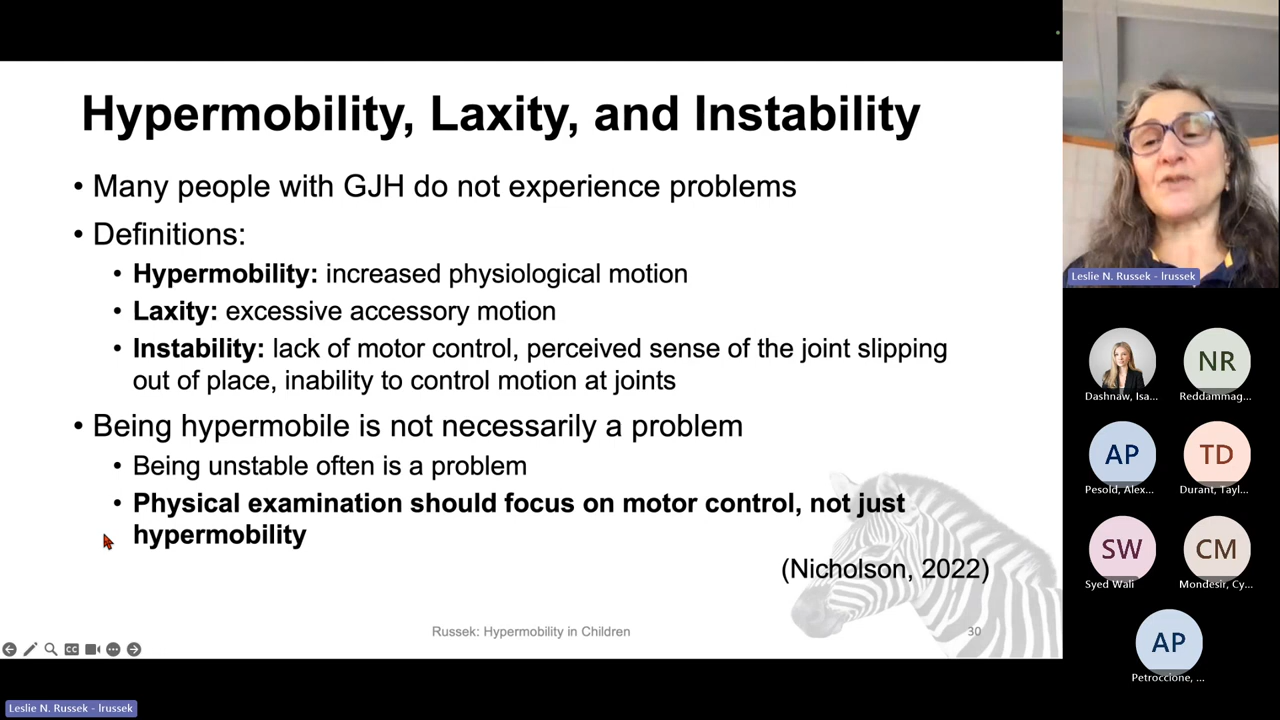 Hypermobility, Laxity, and Instability
• Many people with GJH do not experience problems
• Definitions:
• Hypermobility: increased physiological motion
• Laxity: excessive accessory motion
• Instability: lack of motor control, perceived sense of the joint slipping
out of place, inability to control motion at joints
• Being hypermobile is not necessarily a problem
• Being unstable often is a problem
• Physical examination should focus on motor control, not just
hypermobility
(Nicholson, 2022)
Russek: Hypermobility in Children
30
CC
Leslie N. Russek - lrussek
Leslie N. Russek - lrussek
Dashnaw, Isa...
NR
Reddammag...
AP
Pesold, Alex...
TD
Durant, Tayl...
SW
Syed Wali
CM
Mondesir, Cy...
AP
Petroccione, ...